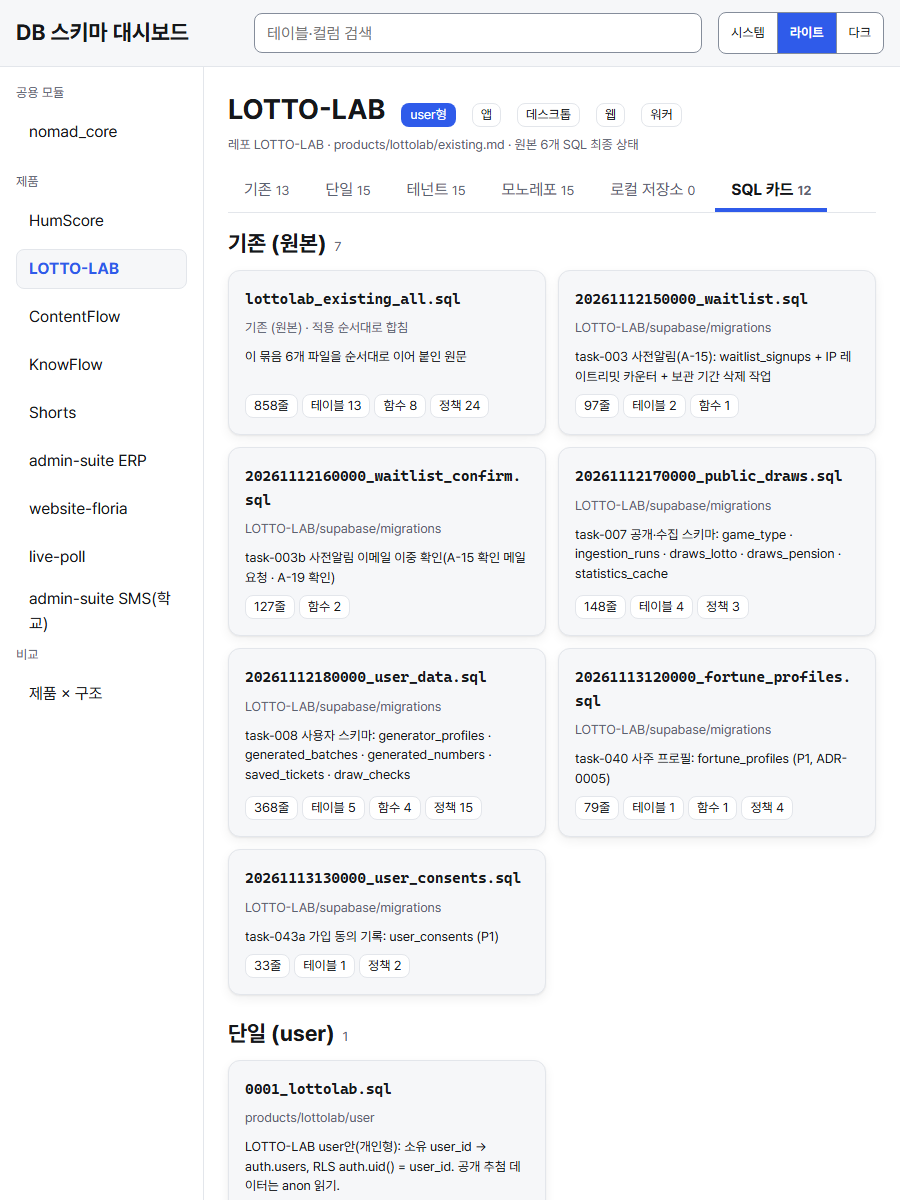 DB 스키마 대시보드
테이블·컬럼 검색
시스템
라이트
다크
공용 모듈
nomad_core
제품
HumScore
LOTTO-LAB
ContentFlow
KnowFlow
Shorts
admin-suite ERP
website-floria
live-poll
admin-suite SMS(학
교)
비교
제품 × 구조
LOTTO-LAB
user형
앱
데스크톱
웹
워커
레포 LOTTO-LAB · products/lottolab/existing.md · 원본 6개 SQL 최종 상태
기존 13
단일 15
테넌트 15
모노레포 15
로컬 저장소 0
SQL 카드 12
기존 (원본) 7
lottolab_existing_all.sql
기존 (원본) · 적용 순서대로 합침
이 묶음 6개 파일을 순서대로 이어 붙인 원문
858줄
테이블 13
함수 8
정책 24
20261112150000_waitlist.sql
LOTTO-LAB/supabase/migrations
task-003 사전알림(A-15): waitlist_signups + IP 레
이트리밋 카운터 + 보관 기간 삭제 작업
97줄
테이블 2
함수 1
20261112160000_waitlist_confirm.
sql
LOTTO-LAB/supabase/migrations
task-003b 사전알림 이메일 이중 확인(A-15 확인 메일
요청 · A-19 확인)
127줄
함수 2
20261112170000_public_draws.sql
LOTTO-LAB/supabase/migrations
task-007 공개·수집 스키마: game_type ·
ingestion_runs · draws_lotto · draws_pension ·
statistics_cache
148줄
테이블 4
정책 3
20261112180000_user_data.sql
LOTTO-LAB/supabase/migrations
task-008 사용자 스키마: generator_profiles ·
generated_batches · generated_numbers ·
saved_tickets · draw_checks
368줄
테이블 5
함수 4
정책 15
20261113120000_fortune_profiles.
sql
LOTTO-LAB/supabase/migrations
task-040 사주 프로필: fortune_profiles (P1, ADR-
0005)
79줄
테이블 1
함수 1
정책 4
20261113130000_user_consents.sql
LOTTO-LAB/supabase/migrations
task-043a 가입 동의 기록: user_consents (P1)
33줄
테이블 1
정책 2
단일 (user) 1
0001_lottolab.sql
products/lottolab/user
LOTTO-LAB user안(개인형): 소유 user_id →
auth.users, RLS auth.uid() = user_id. 공개 추첨 데
이터는 anon 읽기.